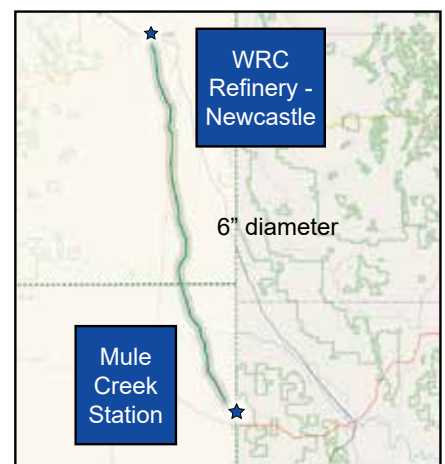 WRC
Refinery -
Newcastle
6” diameter
Mule
Creek
Station